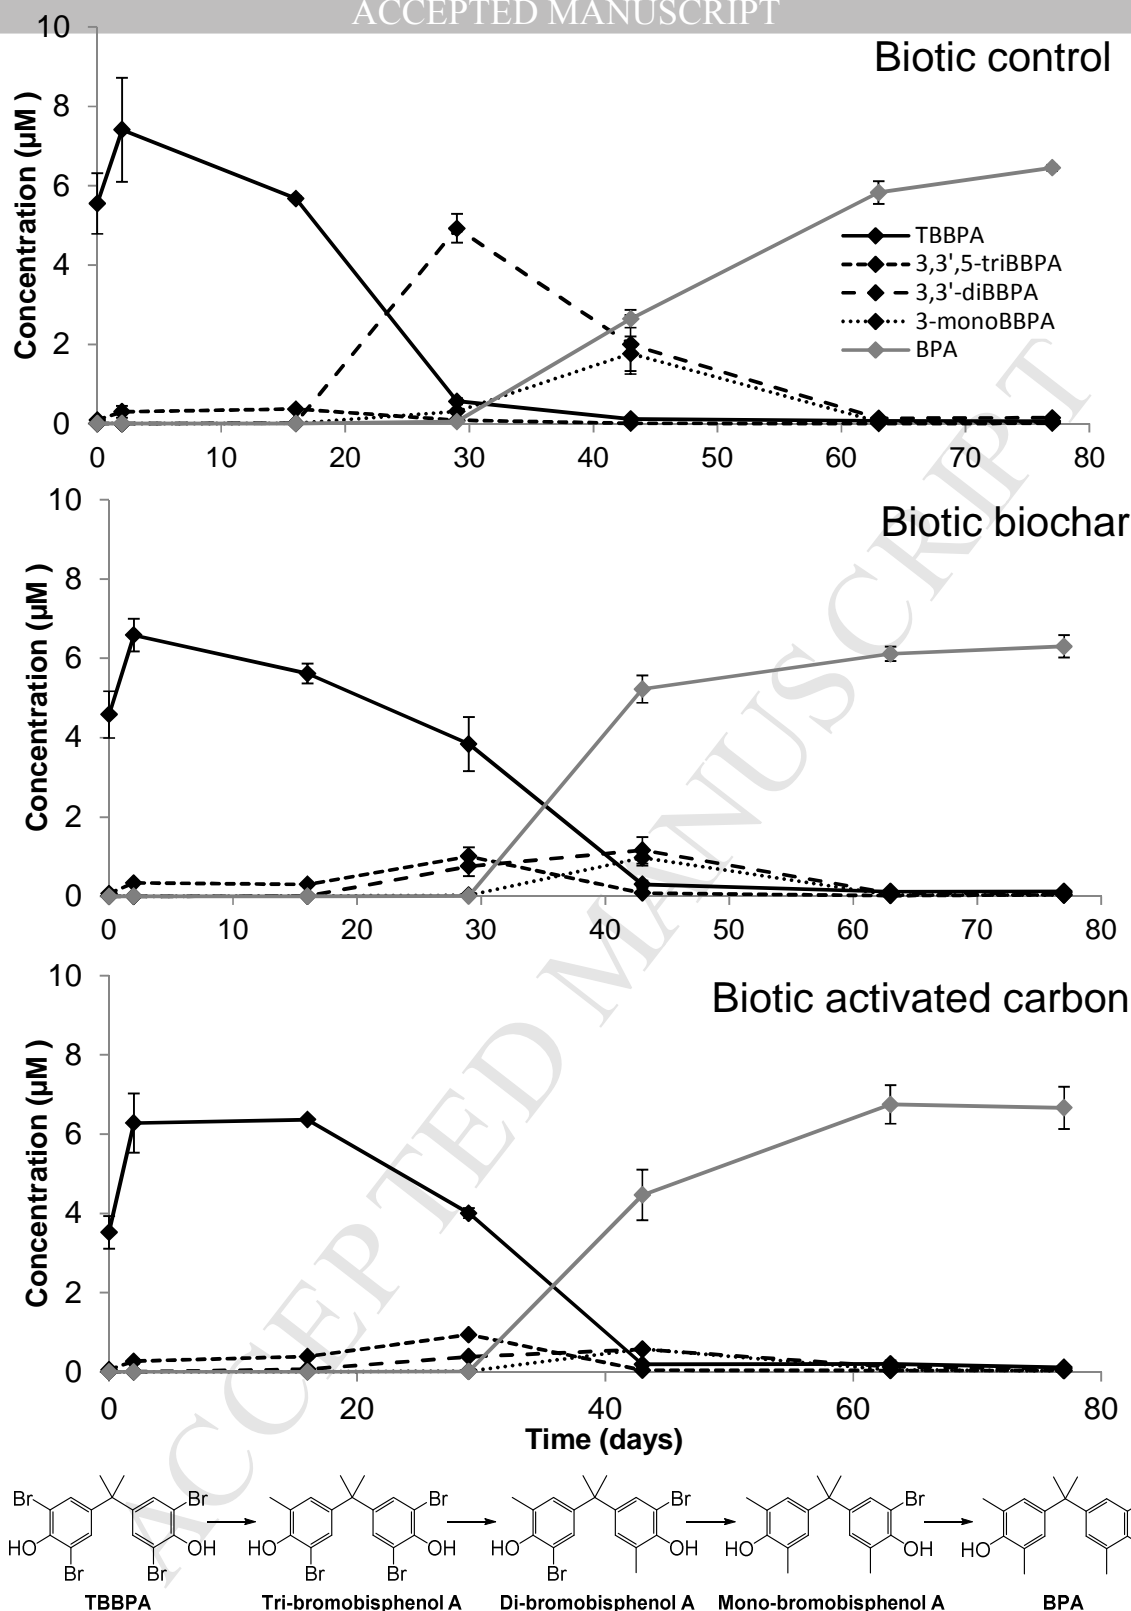 ACCEPTED MANUSCRIPT
Biotic control
Concentration (µM )
10
8
6
4
2
0
TBBPA
3,3',5-triBBPA
3,3'-diBBPA
3-monoBBPA
BPA
0 10 20 30 40 50 60 70 80
Biotic biochar
Concentration (µM )
10
8
6
4
2
0
0 10 20 30 40 50 60 70 80
Biotic activated carbon
Concentration (µM )
10
8
6
4
2
0
0 20 40 60 80
Time (days)
ACCEPTED MANUSCRIPT
Br Br Br Br Br Br
HO OH HO OH HO OH HO OH HO
Br Br Br Br Br
TBBPA Tri-bromobisphenol A Di-bromobisphenol A Mono-bromobisphenol A BPA